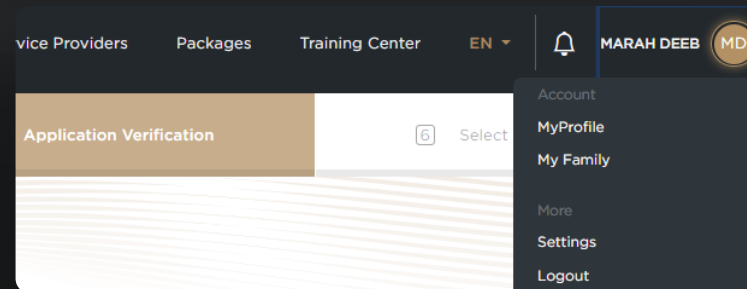 vice Providers Packages Training Center EN MARAH DEEB MD
Account
Application Verification 6 Select
MyProfile
My Family
More
Settings
Logout